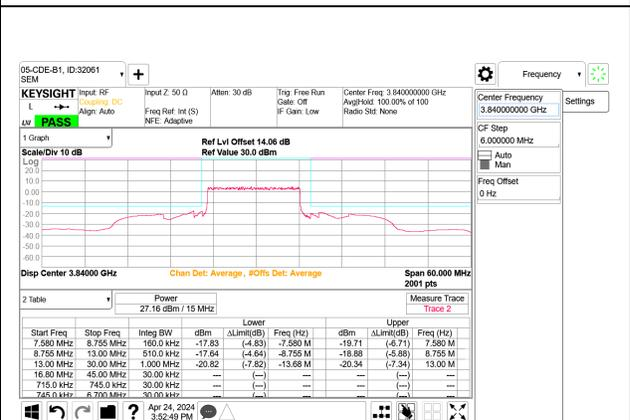 05-CDE-B1, ID:32061
SEM
Frequency
KEYSIGHT
L
LNI PASS
Input: RF
Coupling: DC
Align: Auto
Input Z: 50 Ω
Freq Ref: Int (S)
NFE: Adaptive
Atten: 30 dB
Trig: Free Run
Gate: Off
IF Gain: Low
Center Freq: 3.840000000 GHz
Avg|Hold: 100.00% of 100
Radio Std: None
Center Frequency
3.840000000 GHz
Settings
CF Step
6.000000 MHz
Auto
Man
Freq Offset
0 Hz
1 Graph
Scale/Div 10 dB
Ref Lvl Offset 14.06 dB
Ref Value 30.0 dBm
Log
20.0
10.0
0.00
-10.0
-20.0
-30.0
-40.0
-50.0
-60.0
Disp Center 3.84000 GHz
Chan Det: Average, #Offs Det: Average
Span 60.000 MHz
2001 pts
2 Table
Power
27.16 dBm / 15 MHz
Measure Trace
Trace 2
Lower Upper
Start Freq Stop Freq Integ BW dBm ΔLimit(dB) Freq (Hz) dBm ΔLimit(dB) Freq (Hz)
7.580 MHz 8.755 MHz 160.0 kHz -17.83 (-4.83) -7.580 M -19.71 (-6.71) 7.580 M
8.755 MHz 13.00 MHz 510.0 kHz -17.64 (-4.64) -8.755 M -18.88 (-5.88) 8.755 M
13.00 MHz 30.00 MHz 1.000 MHz -20.82 (-7.82) -13.68 M -20.34 (-7.34) 13.00 M
16.80 MHz 45.00 MHz 30.00 kHz --- (---) --- --- (---) ---
715.0 kHz 745.0 kHz 30.00 kHz --- (---) --- --- (---) ---
745.0 kHz 6.700 MHz 30.00 kHz --- (---) --- --- (---) ---
Apr 24, 2024
3:52:49 PM